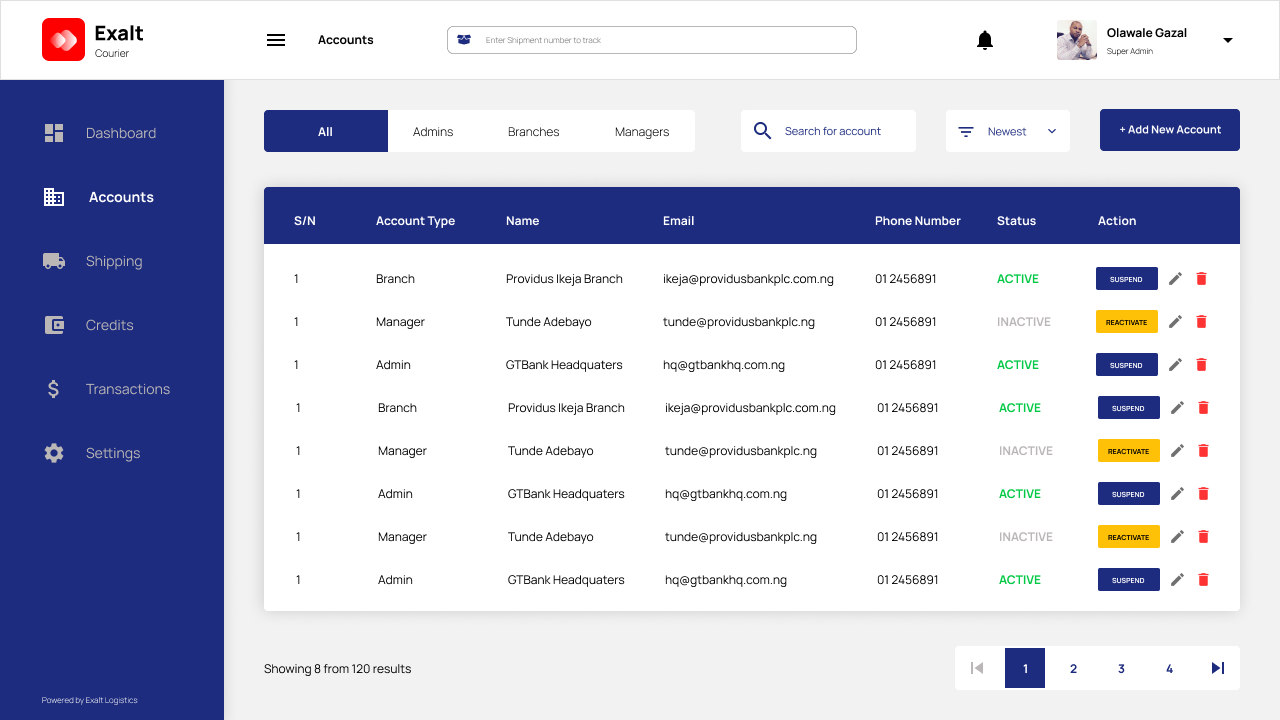 Exalt
Courier
Accounts
Enter Shipment number to track
Olawale Gazal
Super Admin
Dashboard
Accounts
Shipping
Credits
Transactions
Settings
Powered by Exalt Logistics
All Admins Branches Managers
Search for account
Newest
+ Add New Account
S/N Account Type Name Email Phone Number Status Action
1 Branch Providus Ikeja Branch ikeja@providusbankplc.com.ng 01 2456891 ACTIVE SUSPEND
1 Manager Tunde Adebayo tunde@providusbankplc.ng 01 2456891 INACTIVE REACTIVATE
1 Admin GTBank Headquaters hq@gtbankhq.com.ng 01 2456891 ACTIVE SUSPEND
1 Branch Providus Ikeja Branch ikeja@providusbankplc.com.ng 01 2456891 ACTIVE SUSPEND
1 Manager Tunde Adebayo tunde@providusbankplc.ng 01 2456891 INACTIVE REACTIVATE
1 Admin GTBank Headquaters hq@gtbankhq.com.ng 01 2456891 ACTIVE SUSPEND
1 Manager Tunde Adebayo tunde@providusbankplc.ng 01 2456891 INACTIVE REACTIVATE
1 Admin GTBank Headquaters hq@gtbankhq.com.ng 01 2456891 ACTIVE SUSPEND
Showing 8 from 120 results
1 2 3 4